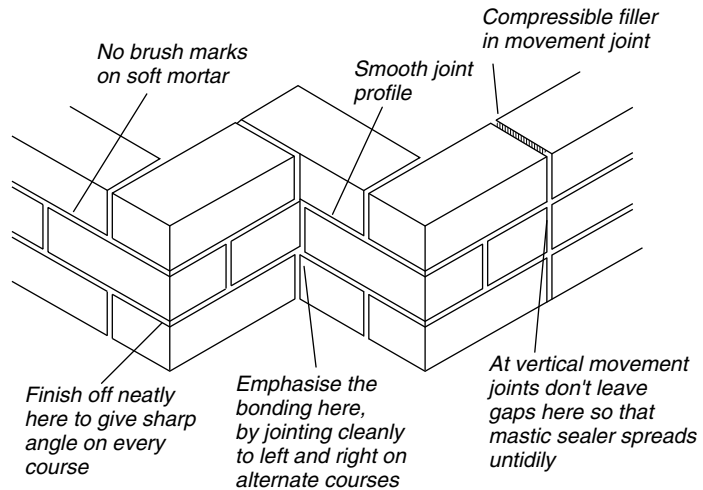 Compressible filler
in movement joint
No brush marks
on soft mortar
Smooth joint
profile
Finish off neatly
here to give sharp
angle on every
course
Emphasise the
bonding here,
by jointing cleanly
to left and right on
alternate courses
At vertical movement
joints don't leave
gaps here so that
mastic sealer spreads
untidily